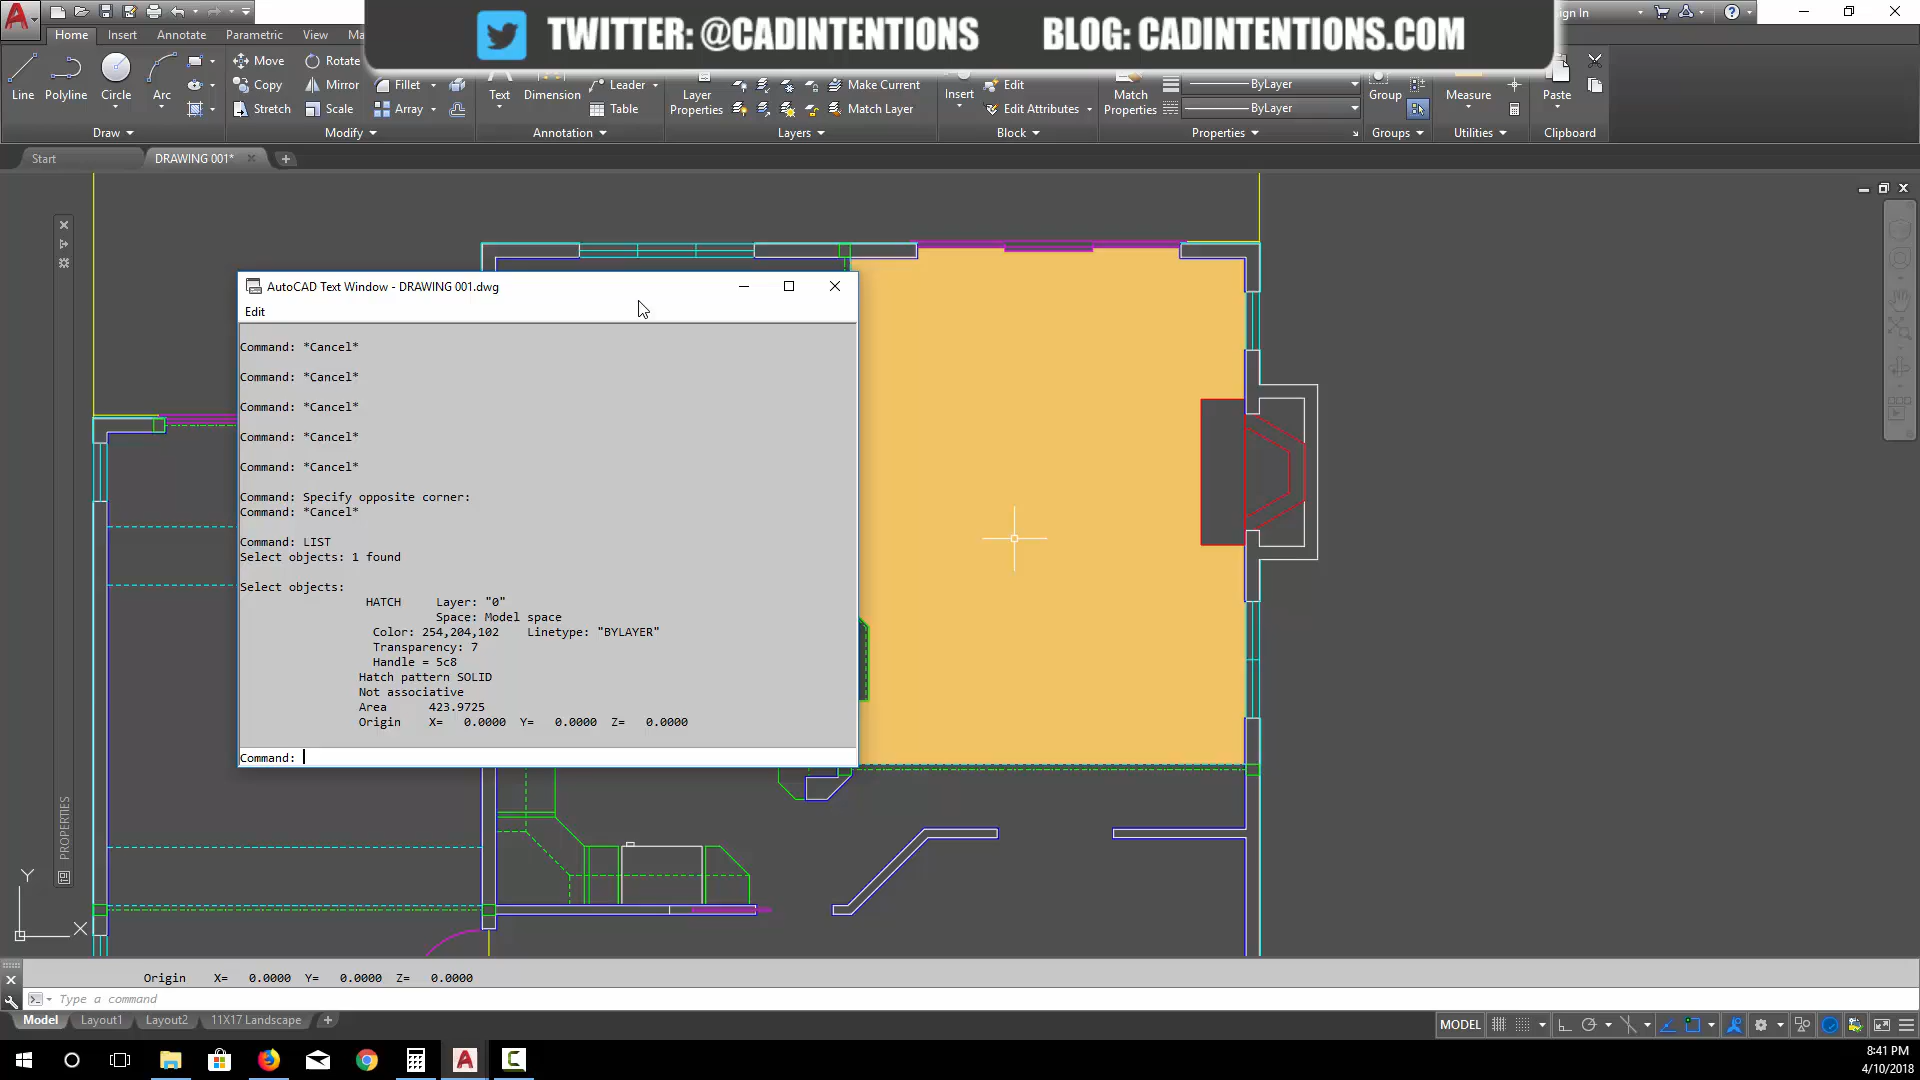 TWITTER: @CADINTENTIONS BLOG: CADINTENTIONS.COM
Sign In
Home Insert Annotate Parametric View Ma
Line Polyline Circle Arc
Move Rotate
Copy Mirror Fillet
Stretch Scale Array
Text Dimension Leader
Table
Layer Properties
Make Current
Match Layer
Insert Edit
Edit Attributes
Match Properties
ByLayer
ByLayer
Group Measure Paste
Draw Modify Annotation Layers Block Properties Groups Utilities Clipboard
Start DRAWING 001*
AutoCAD Text Window - DRAWING 001.dwg
Edit
Command: *Cancel*
Command: *Cancel*
Command: *Cancel*
Command: *Cancel*
Command: *Cancel*
Command: Specify opposite corner:
Command: *Cancel*
Command: LIST
Select objects: 1 found
Select objects:
HATCH Layer: "0"
Space: Model space
Color: 254,204,102 Linetype: "BYLAYER"
Transparency: 7
Handle = 5c8
Hatch pattern SOLID
Not associative
Area 423.9725
Origin X= 0.0000 Y= 0.0000 Z= 0.0000
Command:
PROPERTIES
Y
X
Origin X= 0.0000 Y= 0.0000 Z= 0.0000
Type a command
Model Layout1 Layout2 11X17 Landscape
MODEL
8:41 PM
4/10/2018